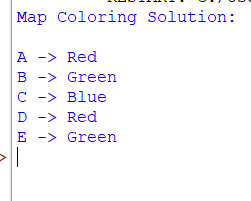 Map Coloring Solution:
A -> Red
B -> Green
C -> Blue
D -> Red
E -> Green
>